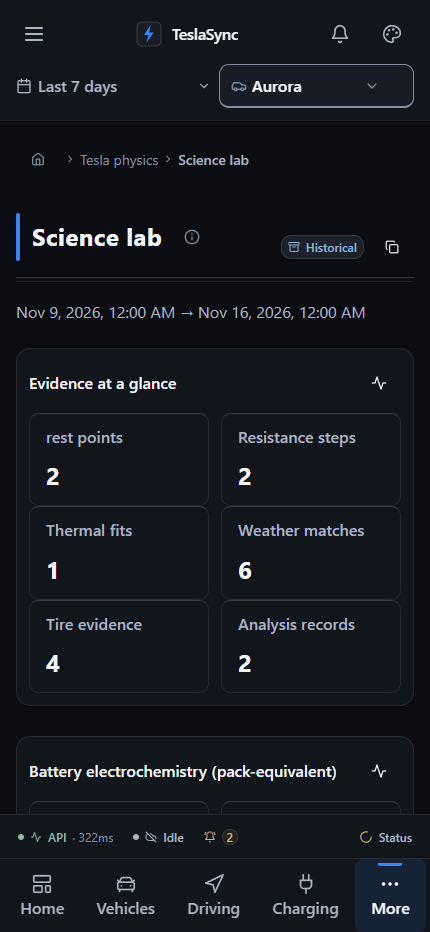 TeslaSync
Last 7 days
Aurora
Tesla physics
Science lab
Science lab
Historical
Nov 9, 2026, 12:00 AM → Nov 16, 2026, 12:00 AM
Evidence at a glance
rest points
Resistance steps
2
2
Thermal fits
Weather matches
1
6
Tire evidence
Analysis records
4
2
Battery electrochemistry (pack-equivalent)
API · 322ms
Idle
2
Status
Home
Vehicles
Driving
Charging
More